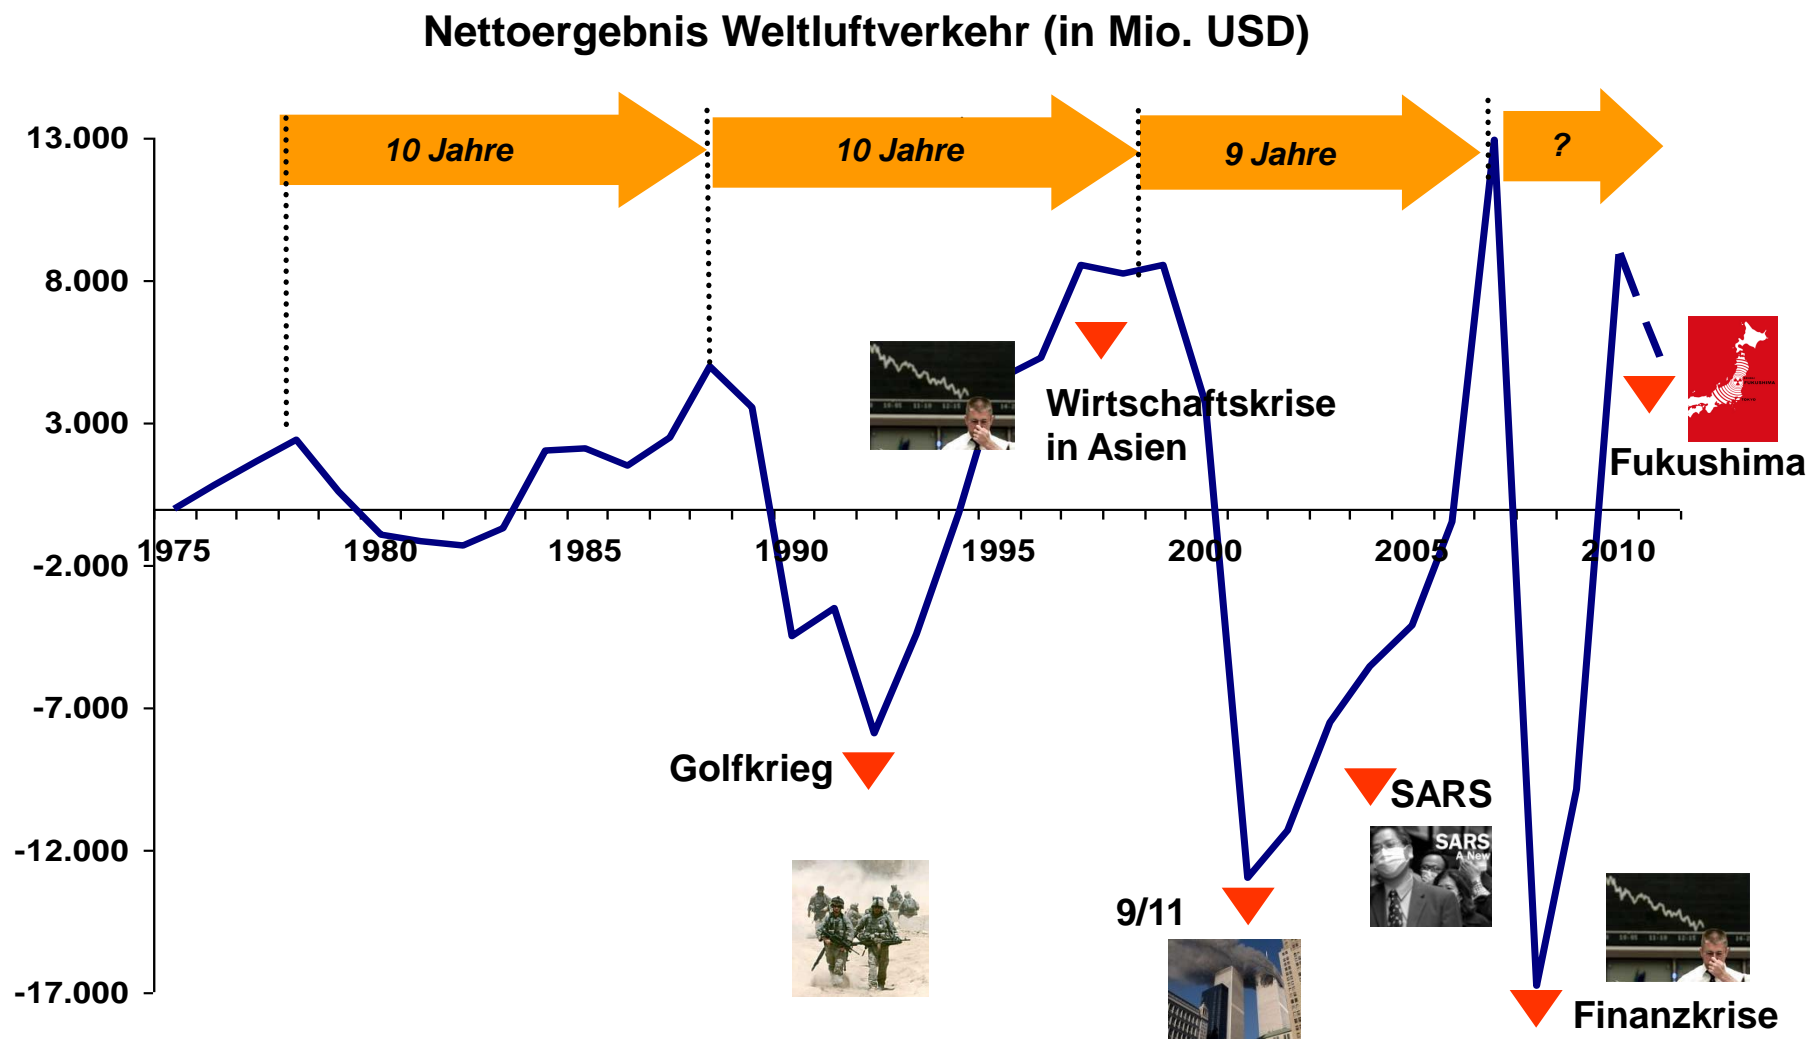 Nettoergebnis Weltluftverkehr (in Mio. USD)
10 Jahre
10 Jahre
9 Jahre
?
13.000
8.000
3.000
-2.000
-7.000
-12.000
-17.000
1975
1980
1985
1990
1995
2000
2005
2010
Wirtschaftskrise
in Asien
Fukushima
Golfkrieg
SARS
SARS
A New
9/11
Finanzkrise